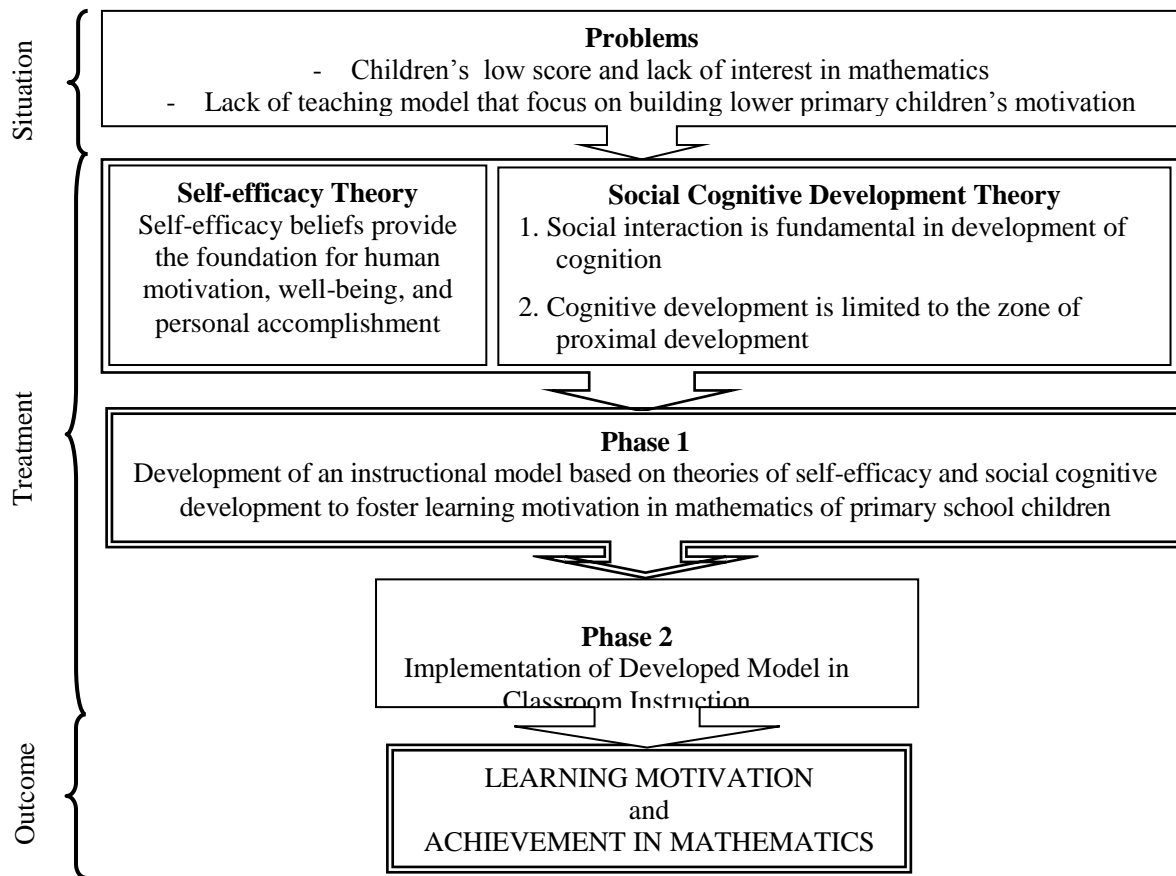 Situation
Problems
- Children's low score and lack of interest in mathematics
- Lack of teaching model that focus on building lower primary children's motivation
Treatment
Self-efficacy Theory
Self-efficacy beliefs provide
the foundation for human
motivation, well-being, and
personal accomplishment
Social Cognitive Development Theory
1. Social interaction is fundamental in development of
cognition
2. Cognitive development is limited to the zone of
proximal development
Phase 1
Development of an instructional model based on theories of self-efficacy and social cognitive
development to foster learning motivation in mathematics of primary school children
Phase 2
Implementation of Developed Model in
Classroom Instruction
Outcome
LEARNING MOTIVATION
and
ACHIEVEMENT IN MATHEMATICS